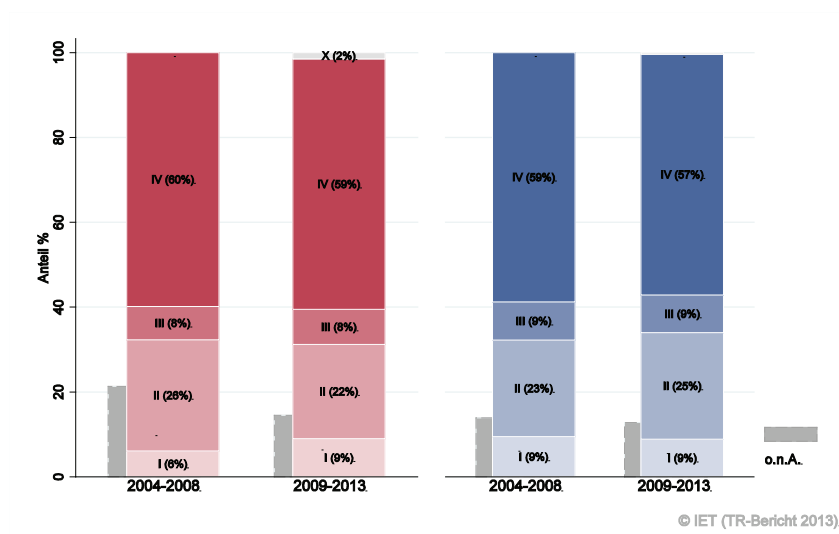 Anteil %
100
80
60
40
20
0
X (2%).
IV (60%).
IV (59%).
III (8%).
III (8%).
II (26%).
II (22%).
I (6%).
I (9%).
2004-2008.
2009-2013.
IV (59%).
IV (57%).
III (9%).
III (9%).
II (23%).
II (25%).
I (9%).
I (9%).
2004-2008.
2009-2013.
o.n.A..
© IET (TR-Bericht 2013).